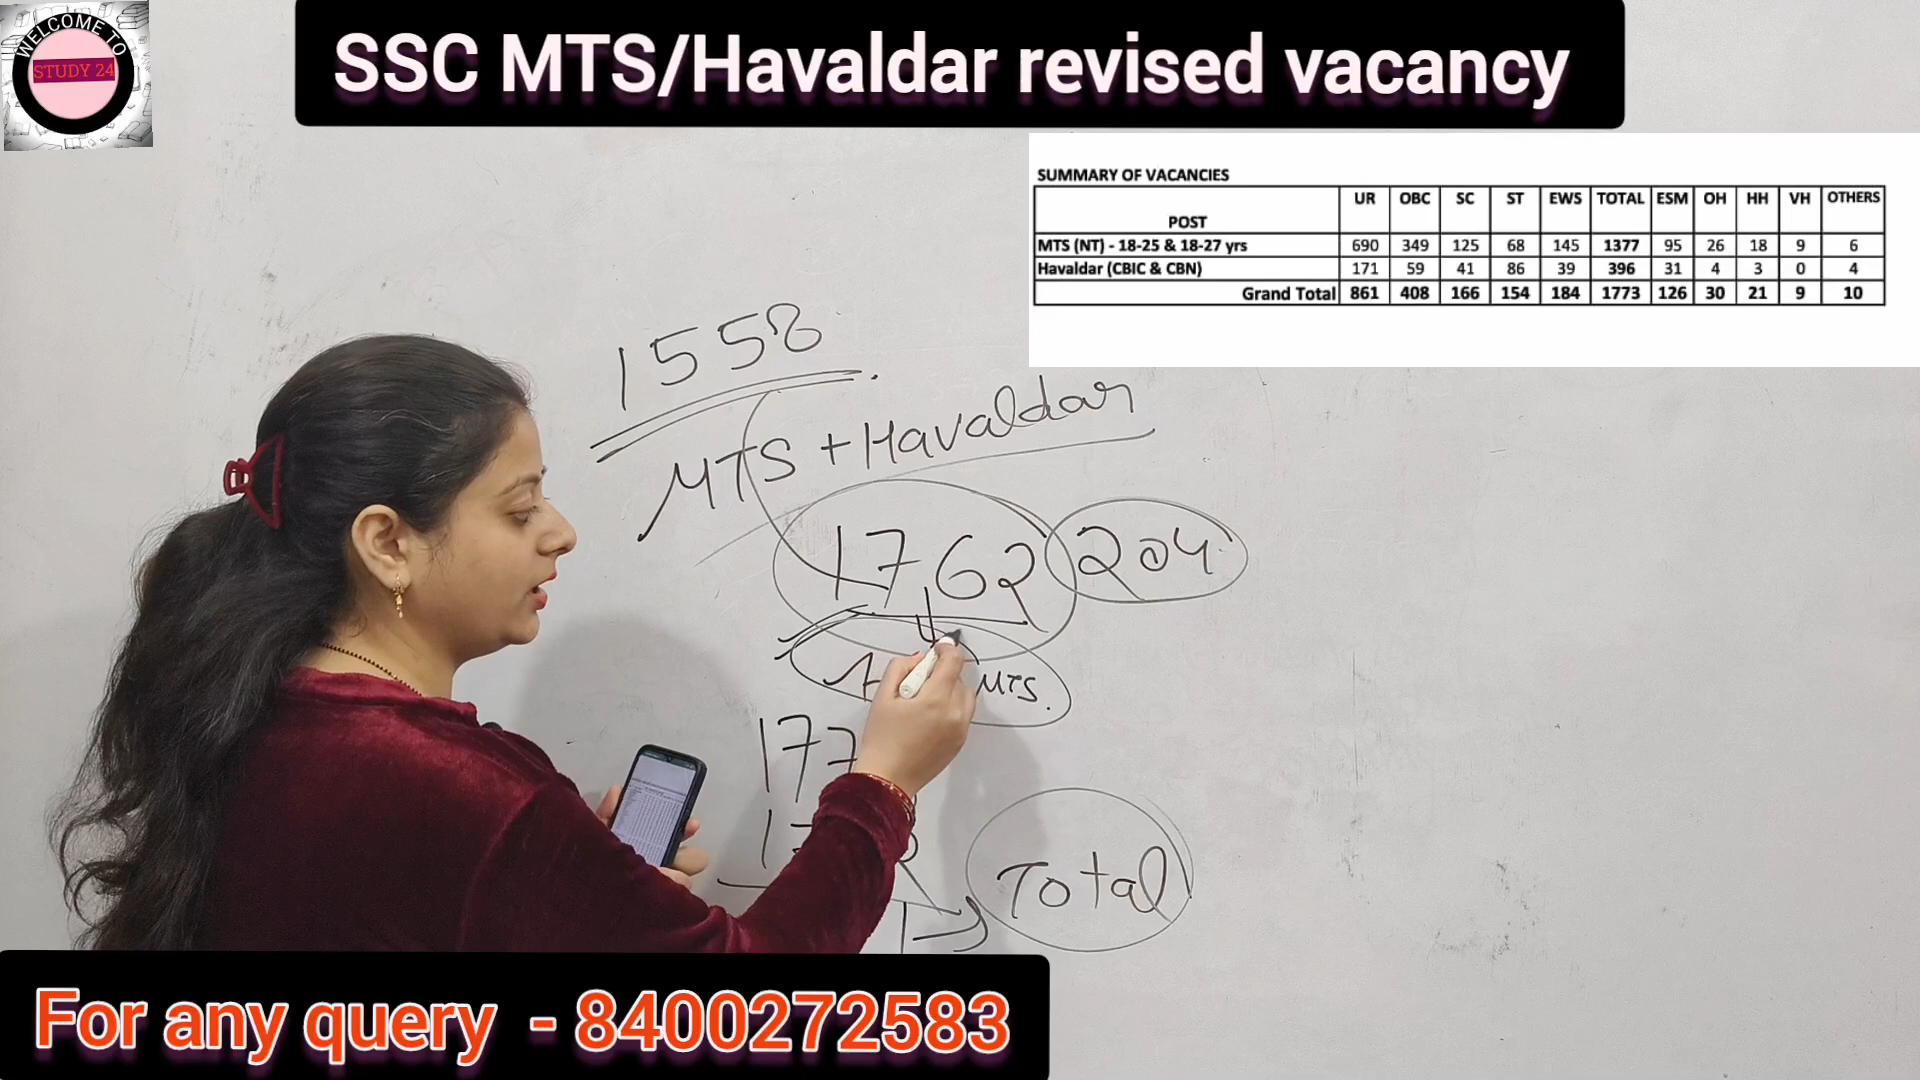 WELCOME TO
STUDY 24
SSC MTS/Havaldar revised vacancy
SUMMARY OF VACANCIES
POST UR OBC SC ST EWS TOTAL ESM OH HH VH OTHERS
MTS (NT) - 18-25 & 18-27 yrs 690 349 125 68 145 1377 95 26 18 9 6
Havaldar (CBIC & CBN) 171 59 41 86 39 396 31 4 3 0 4
Grand Total 861 408 166 154 184 1773 126 30 21 9 10
1558
MTS + Havaldar
1762 204
MTS.
Total
For any query - 8400272583